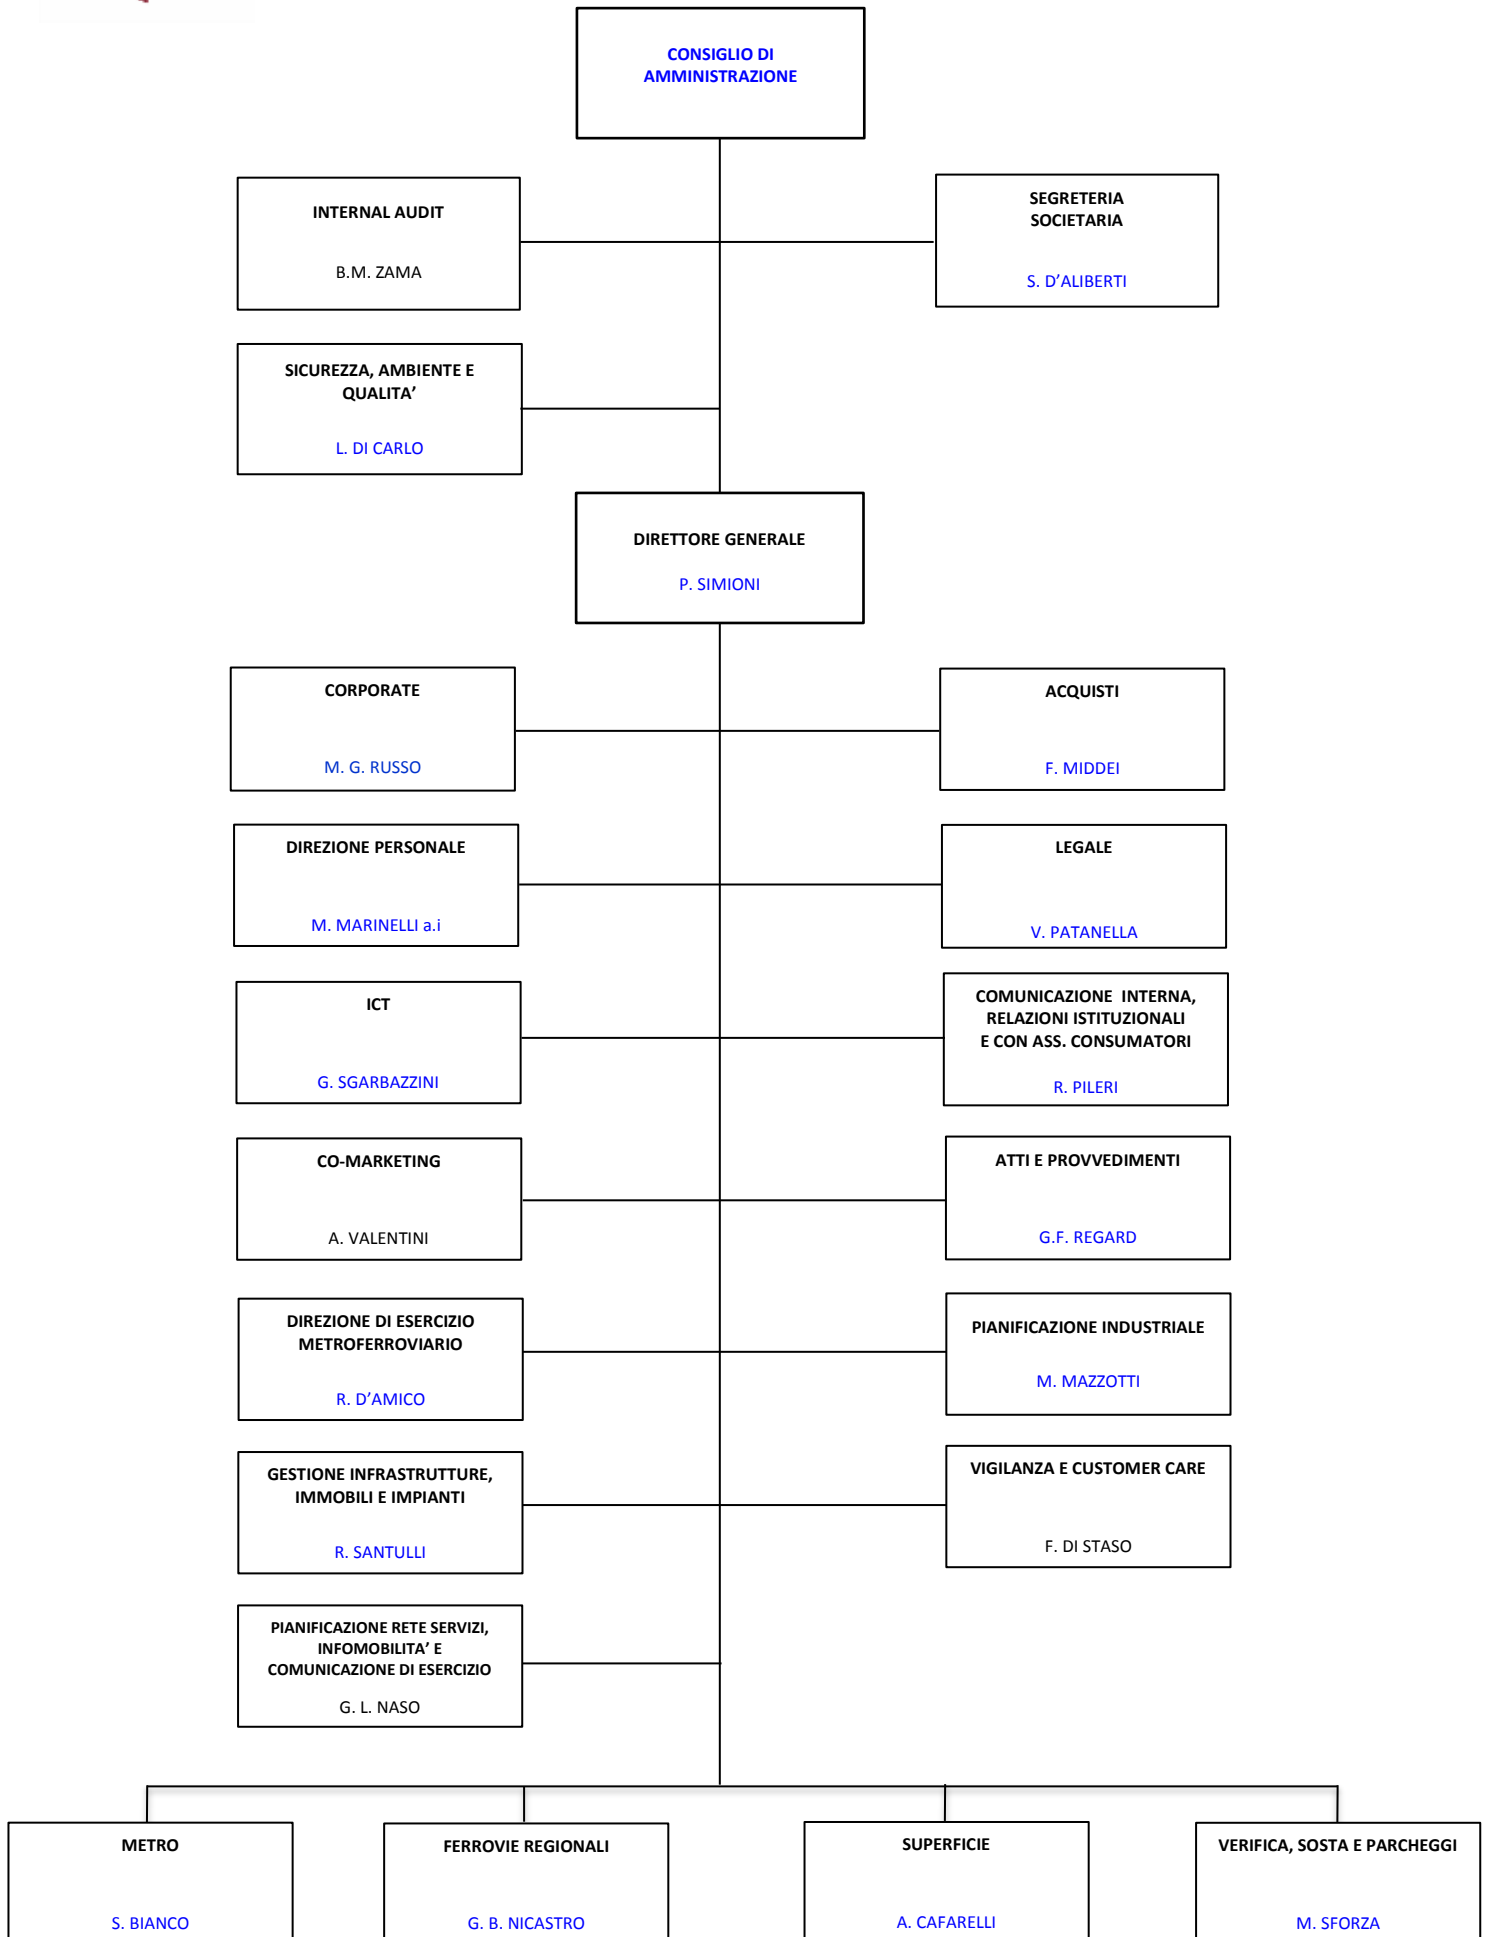 CONSIGLIO DI
AMMINISTRAZIONE
INTERNAL AUDIT
B.M. ZAMA
SEGRETERIA
SOCIETARIA
S. D’ALIBERTI
SICUREZZA, AMBIENTE E
QUALITA’
L. DI CARLO
DIRETTORE GENERALE
P. SIMIONI
CORPORATE
M. G. RUSSO
ACQUISTI
F. MIDDEI
DIREZIONE PERSONALE
M. MARINELLI a.i
LEGALE
V. PATANELLA
ICT
G. SGARBAZZINI
COMUNICAZIONE  INTERNA,
RELAZIONI ISTITUZIONALI
E CON ASS. CONSUMATORI
R. PILERI
CO-MARKETING
A. VALENTINI
ATTI E PROVVEDIMENTI
G.F. REGARD
DIREZIONE DI ESERCIZIO
METROFERROVIARIO
R. D’AMICO
PIANIFICAZIONE INDUSTRIALE
M. MAZZOTTI
GESTIONE INFRASTRUTTURE,
IMMOBILI E IMPIANTI
R. SANTULLI
VIGILANZA E CUSTOMER CARE
F. DI STASO
PIANIFICAZIONE RETE SERVIZI,
INFOMOBILITA’ E
COMUNICAZIONE DI ESERCIZIO
G. L. NASO
METRO
S. BIANCO
FERROVIE REGIONALI
G. B. NICASTRO
SUPERFICIE
A. CAFARELLI
VERIFICA, SOSTA E PARCHEGGI
M. SFORZA